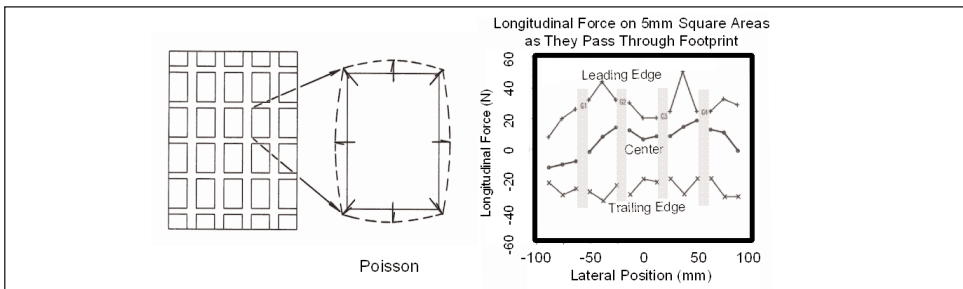 Poisson
Longitudinal Force on 5mm Square Areas
as They Pass Through Footprint
Longitudinal Force (N)
60
40
20
0
-20
-40
-60
Leading Edge
G1
G2
G3
G4
Center
Trailing Edge
-100 -50 0 50 100
Lateral Position (mm)